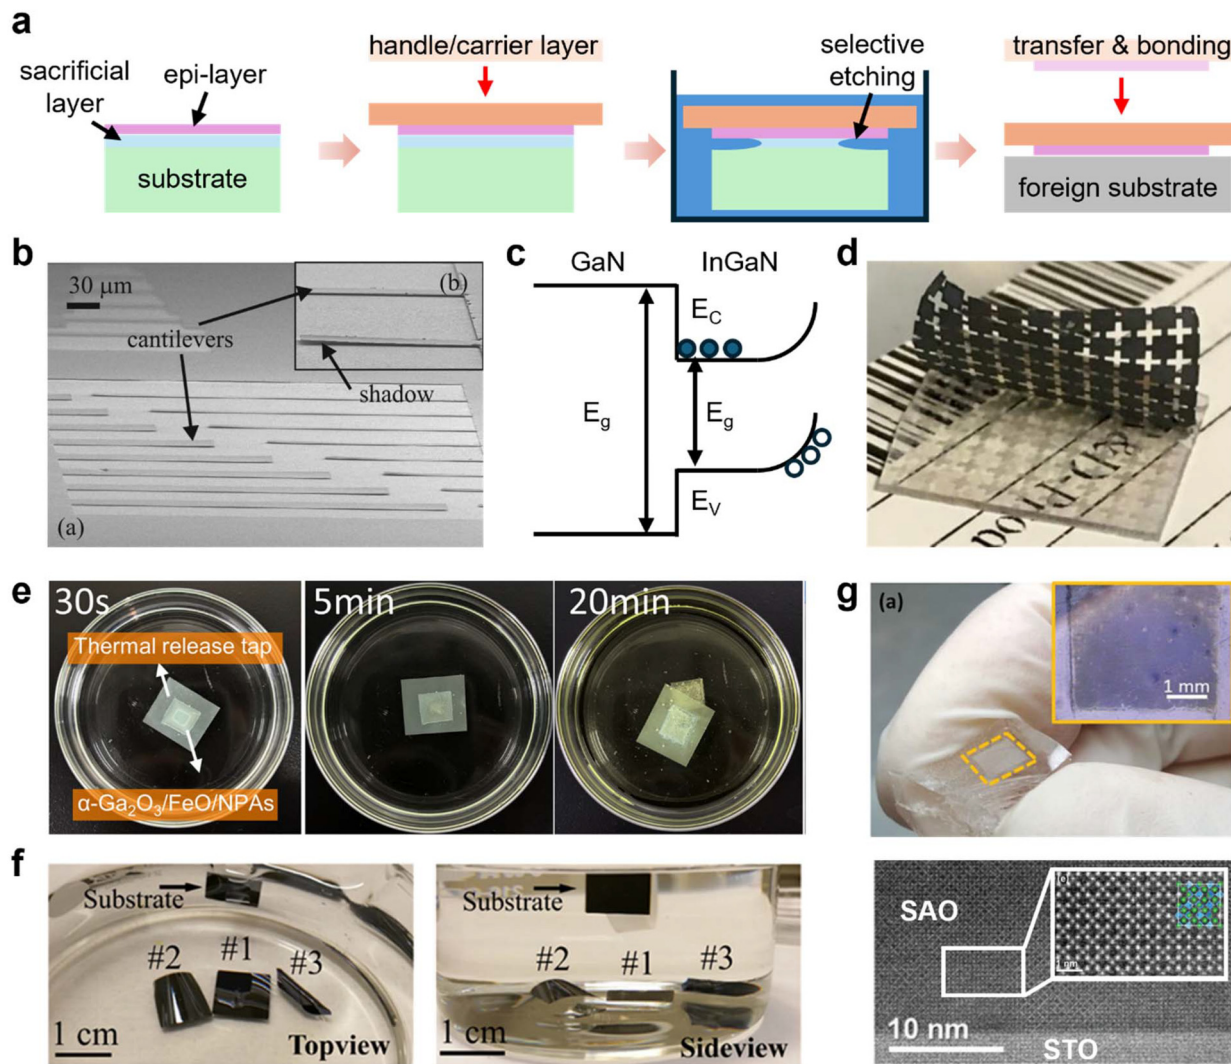 a
sacrificial
layer
epi-layer
substrate
handle/carrier layer
selective
etching
transfer & bonding
foreign substrate
b
30 μm
(b)
cantilevers
shadow
(a)
c
GaN
InGaN
E_C
E_g
E_g
E_V
d
e
30s
Thermal release tap
α-Ga₂O₃/FeO/NPAs
5min
20min
g
(a)
1 mm
f
Substrate
#2
#1
#3
1 cm
Topview
Substrate
#2
#1
#3
1 cm
Sideview
SAO
10 nm
STO